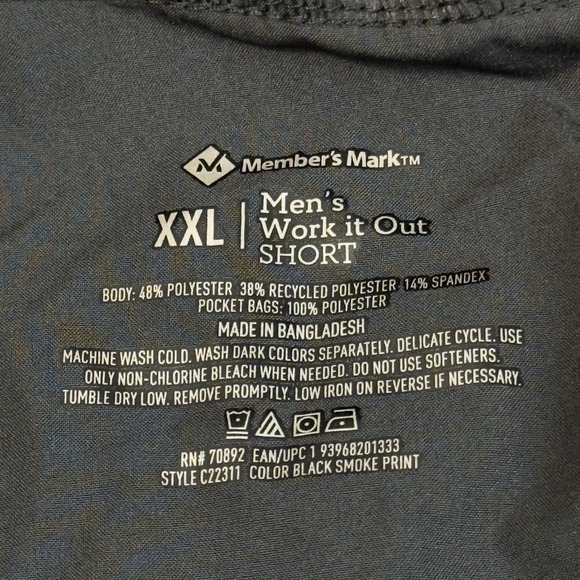 Member's Mark™
XXL
Men's
Work it Out
SHORT
BODY: 48% POLYESTER 38% RECYCLED POLYESTER 14% SPANDEX
POCKET BAGS: 100% POLYESTER
MADE IN BANGLADESH
MACHINE WASH COLD. WASH DARK COLORS SEPARATELY. DELICATE CYCLE. USE
ONLY NON-CHLORINE BLEACH WHEN NEEDED. DO NOT USE SOFTENERS.
TUMBLE DRY LOW. REMOVE PROMPTLY. LOW IRON ON REVERSE IF NECESSARY.
RN# 70892 EAN/UPC 1 93968201333
STYLE C22311 COLOR BLACK SMOKE PRINT